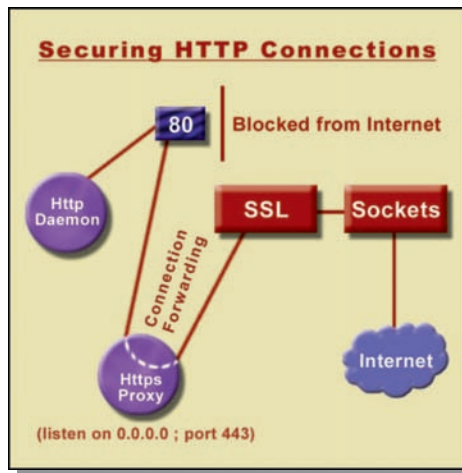 Securing HTTP Connections
80
Blocked from Internet
Http
Daemon
SSL
Sockets
Connection
Forwarding
Https
Proxy
Internet
(listen on 0.0.0.0 ; port 443)